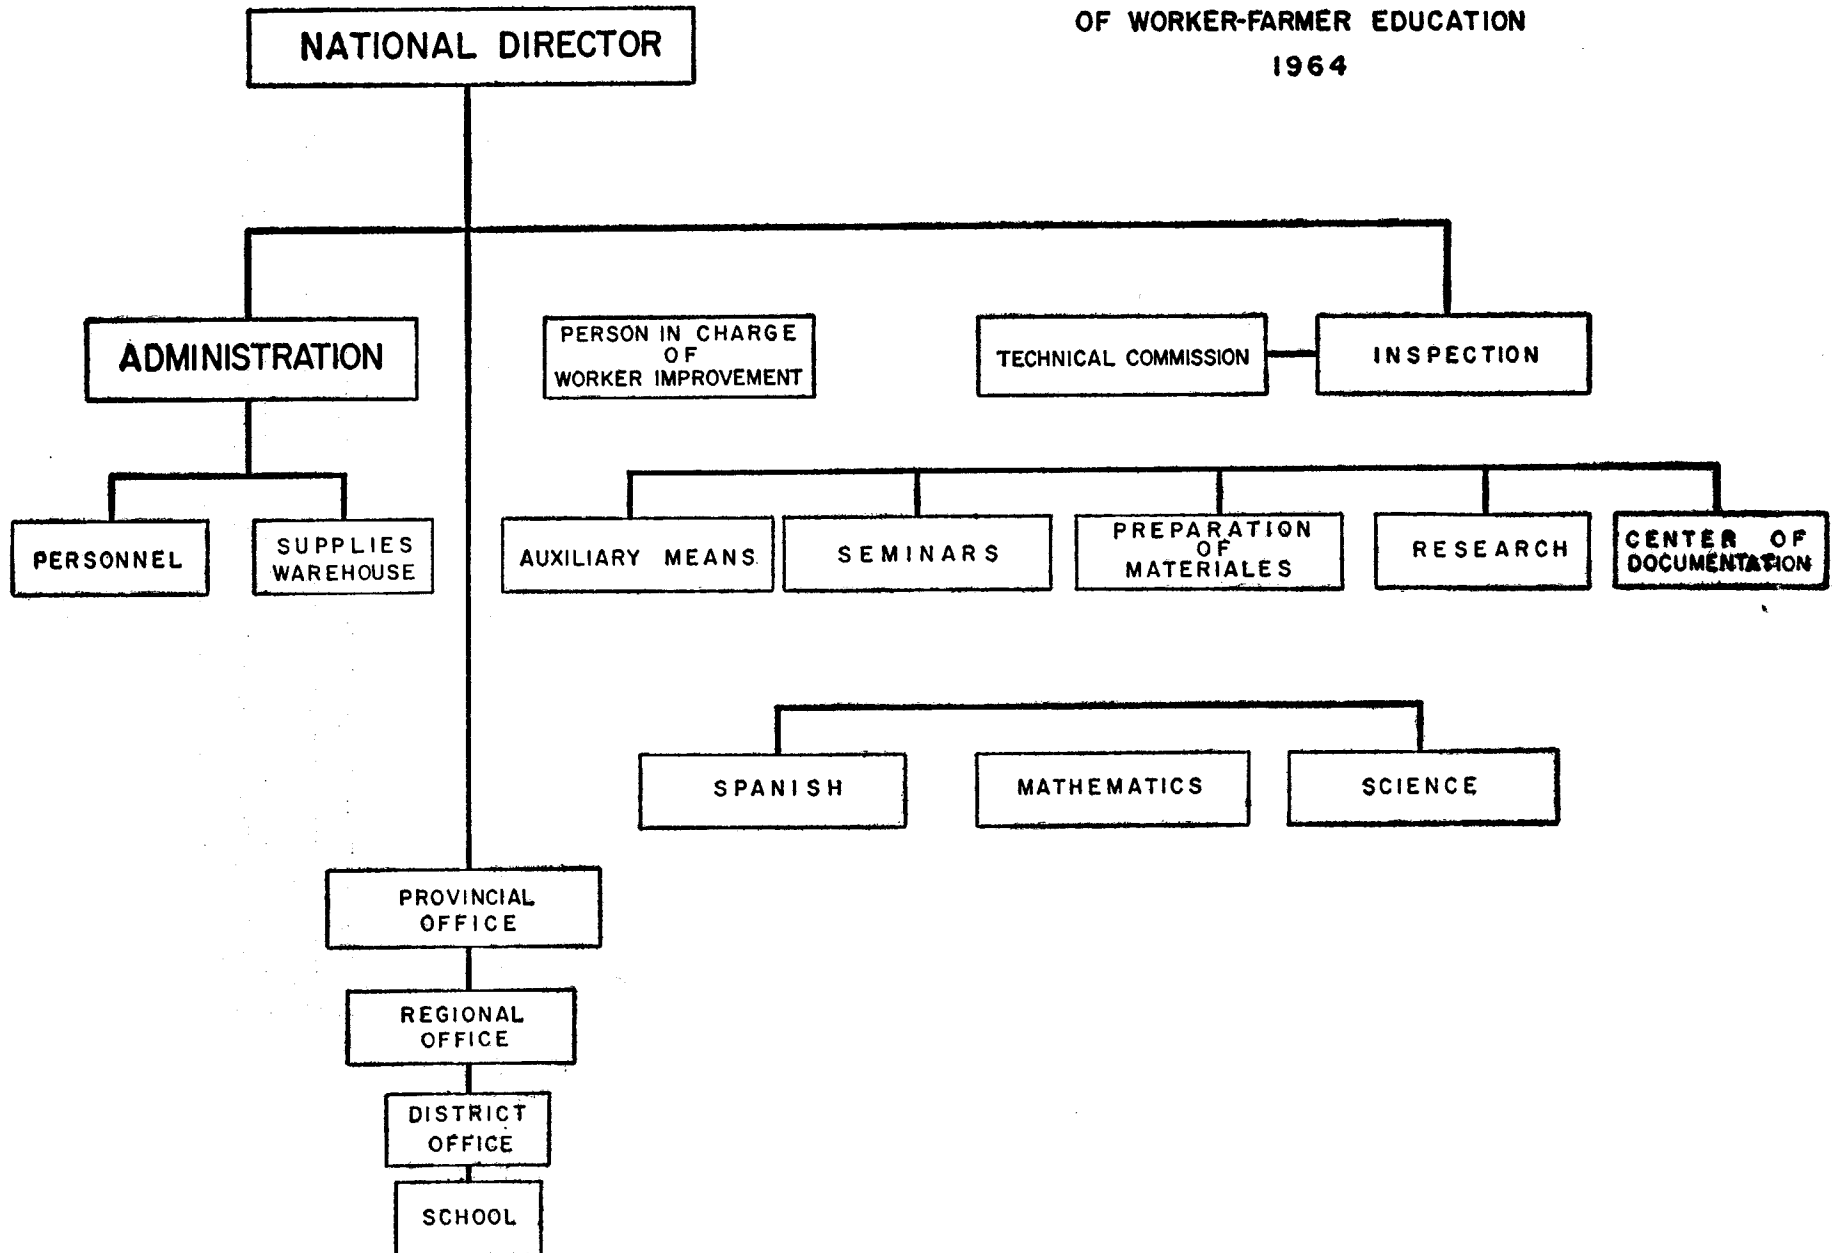 OF WORKER-FARMER EDUCATION
1964
NATIONAL DIRECTOR
ADMINISTRATION
PERSON IN CHARGE
OF
WORKER IMPROVEMENT
TECHNICAL COMMISSION
INSPECTION
PERSONNEL
SUPPLIES
WAREHOUSE
AUXILIARY MEANS
SEMINARS
PREPARATION
OF
MATERIALES
RESEARCH
CENTER OF
DOCUMENTATION
SPANISH
MATHEMATICS
SCIENCE
PROVINCIAL
OFFICE
REGIONAL
OFFICE
DISTRICT
OFFICE
SCHOOL